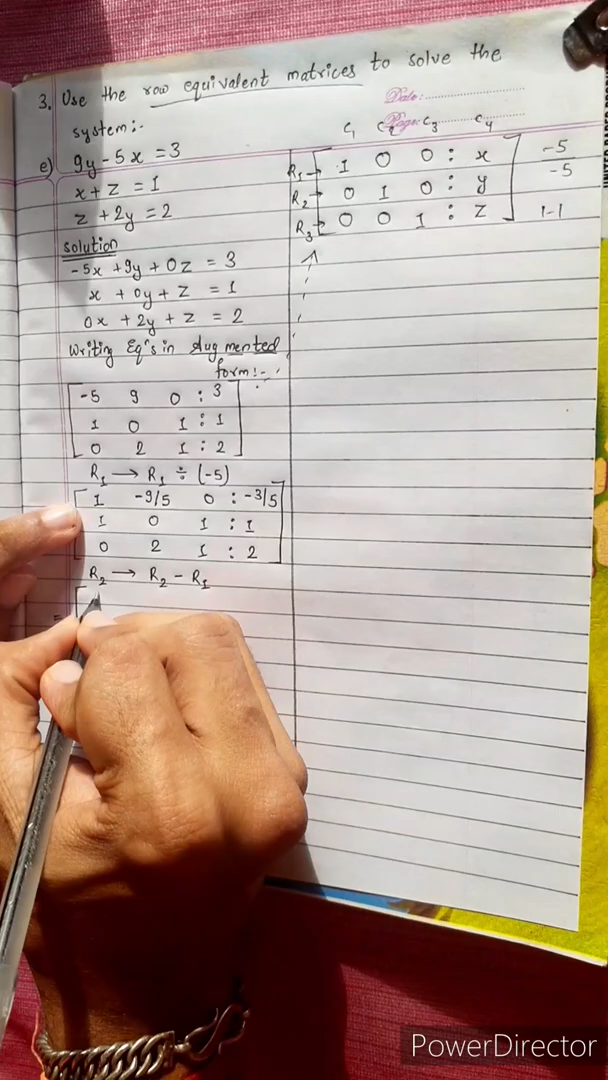 3. Use the row equivalent matrices to solve the
system:-
e) 9y - 5x = 3
x + z = 1
z + 2y = 2
solution
-5x + 9y + 0z = 3
x + 0y + z = 1
0x + 2y + z = 2
Writing Eqⁿs in Augmented
form:-
-5 9 0 : 3
1 0 1 : 1
0 2 1 : 2
R₁ → R₁ ÷ (-5)
1 -9/5 0 : -3/5
1 0 1 : 1
0 2 1 : 2
R₂ → R₂ - R₁
=
Date:
Page:
C₁ C₂ C₃ C₄
R₁→ 1 0 0 : x
R₂→ 0 1 0 : y
R₃→ 0 0 1 : z
-5
-5
1-1
PowerDirector